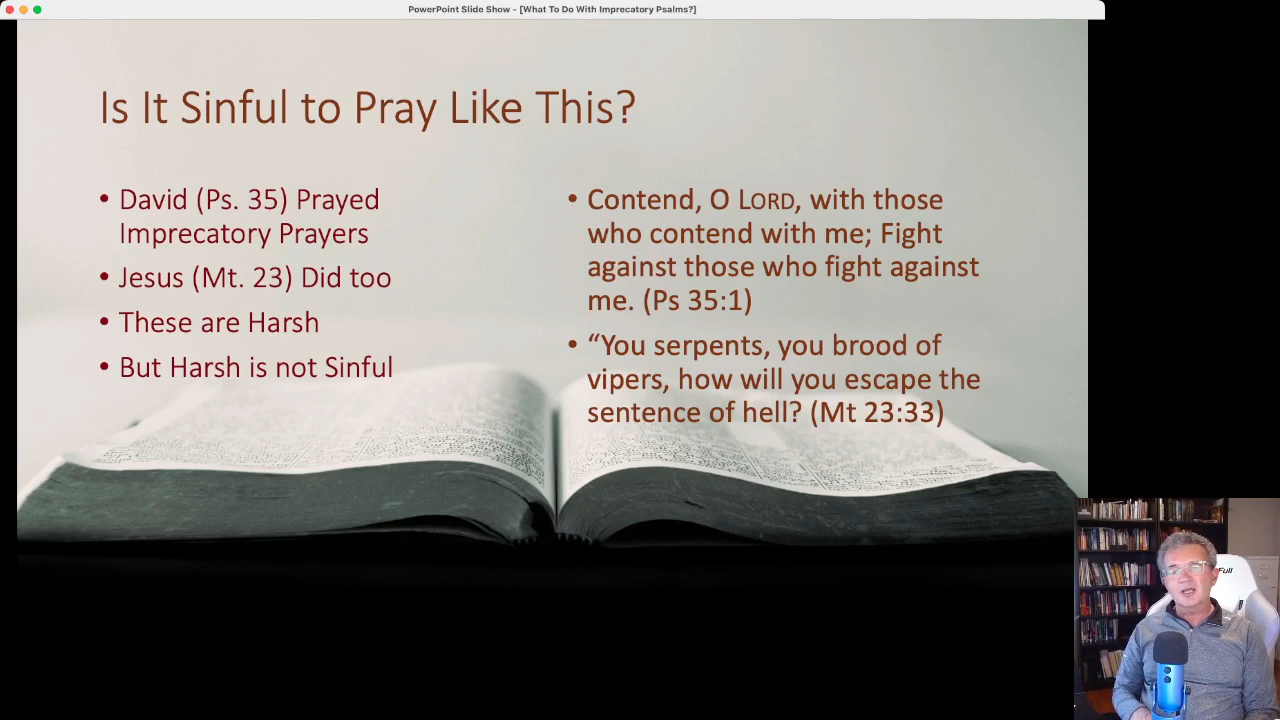 PowerPoint Slide Show - [What To Do With Imprecatory Psalms?]
Is It Sinful to Pray Like This?
• David (Ps. 35) Prayed
Imprecatory Prayers
• Jesus (Mt. 23) Did too
• These are Harsh
• But Harsh is not Sinful
• Contend, O LORD, with those
who contend with me; Fight
against those who fight against
me. (Ps 35:1)
• “You serpents, you brood of
vipers, how will you escape the
sentence of hell? (Mt 23:33)